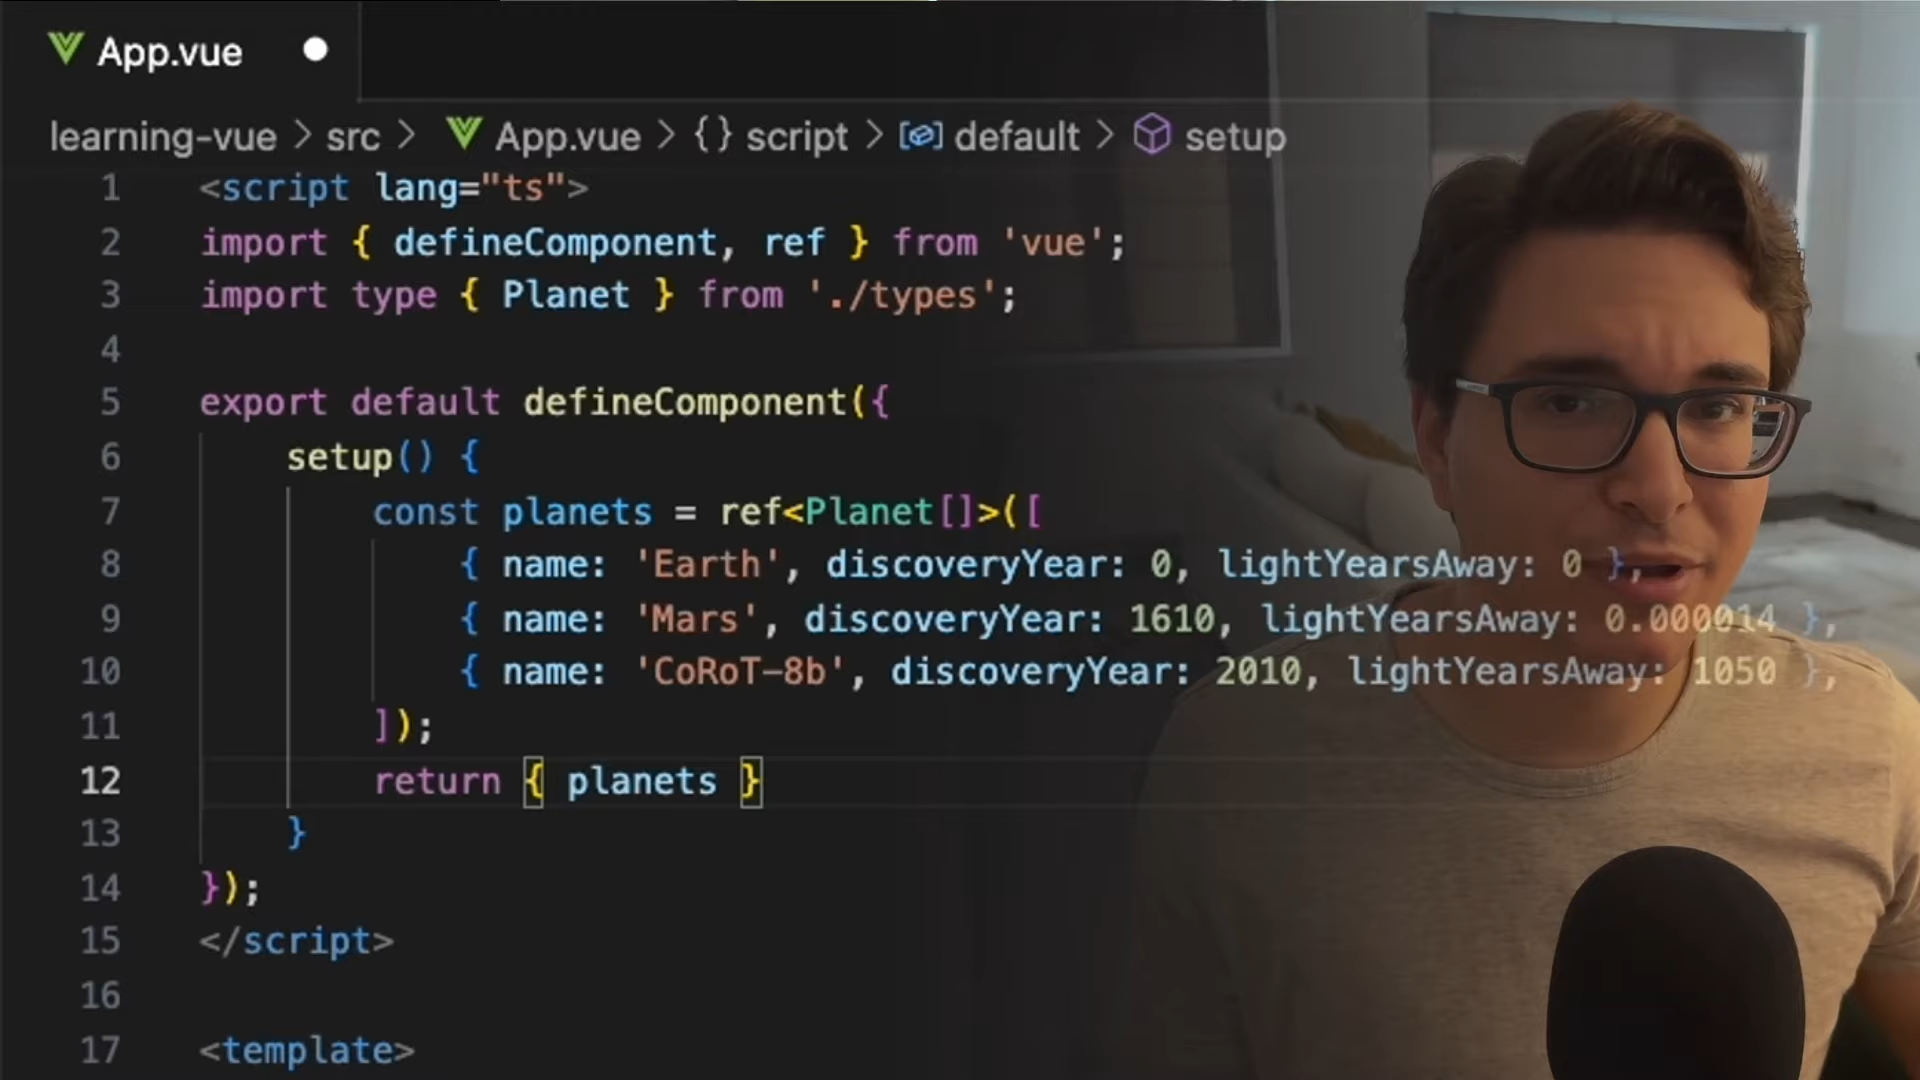 App.vue
learning-vue > src > App.vue > {} script > default > setup
1 <script lang="ts">
2 import { defineComponent, ref } from 'vue';
3 import type { Planet } from './types';
4
5 export default defineComponent({
6 setup() {
7 const planets = ref<Planet[]>([
8 { name: 'Earth', discoveryYear: 0, lightYearsAway: 0 },
9 { name: 'Mars', discoveryYear: 1610, lightYearsAway: 0.000014 },
10 { name: 'CoRoT-8b', discoveryYear: 2010, lightYearsAway: 1050 },
11 ]);
12 return { planets }
13 }
14 });
15 </script>
16
17 <template>